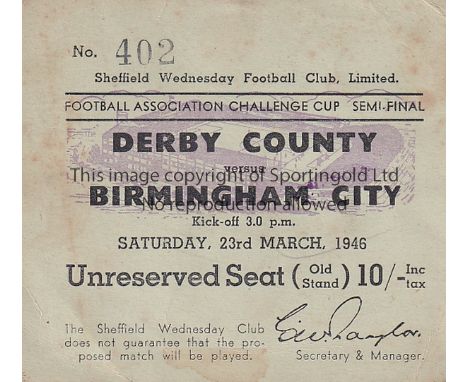 No. 402
Sheffield Wednesday Football Club, Limited.
FOOTBALL ASSOCIATION CHALLENGE CUP SEMI-FINAL
DERBY COUNTY
versus
This image copyright of Sportingold Ltd
BIRMINGHAM CITY
No reproduction allowed
Kick-off 3.0 p.m.
SATURDAY, 23rd MARCH, 1946
Unreserved Seat (Old Stand) 10/- Inc tax
The Sheffield Wednesday Club
does not guarantee that the pro-
posed match will be played.
Secretary & Manager.